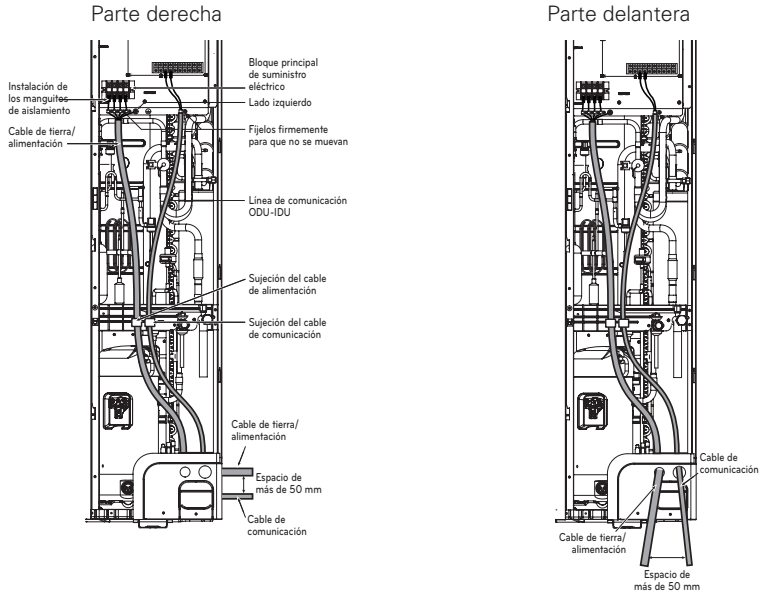 Parte derecha
Instalación de
los manguitos
de aislamiento
Cable de tierra/
alimentación
Bloque principal
de suministro
eléctrico
Lado izquierdo
Fíjelos firmemente
para que no se muevan
Línea de comunicación
ODU-IDU
Sujeción del cable
de alimentación
Sujeción del cable
de comunicación
Cable de tierra/
alimentación
Espacio de
más de 50 mm
Cable de
comunicación
Parte delantera
Cable de
comunicación
Cable de tierra/
alimentación
Espacio de
más de 50 mm